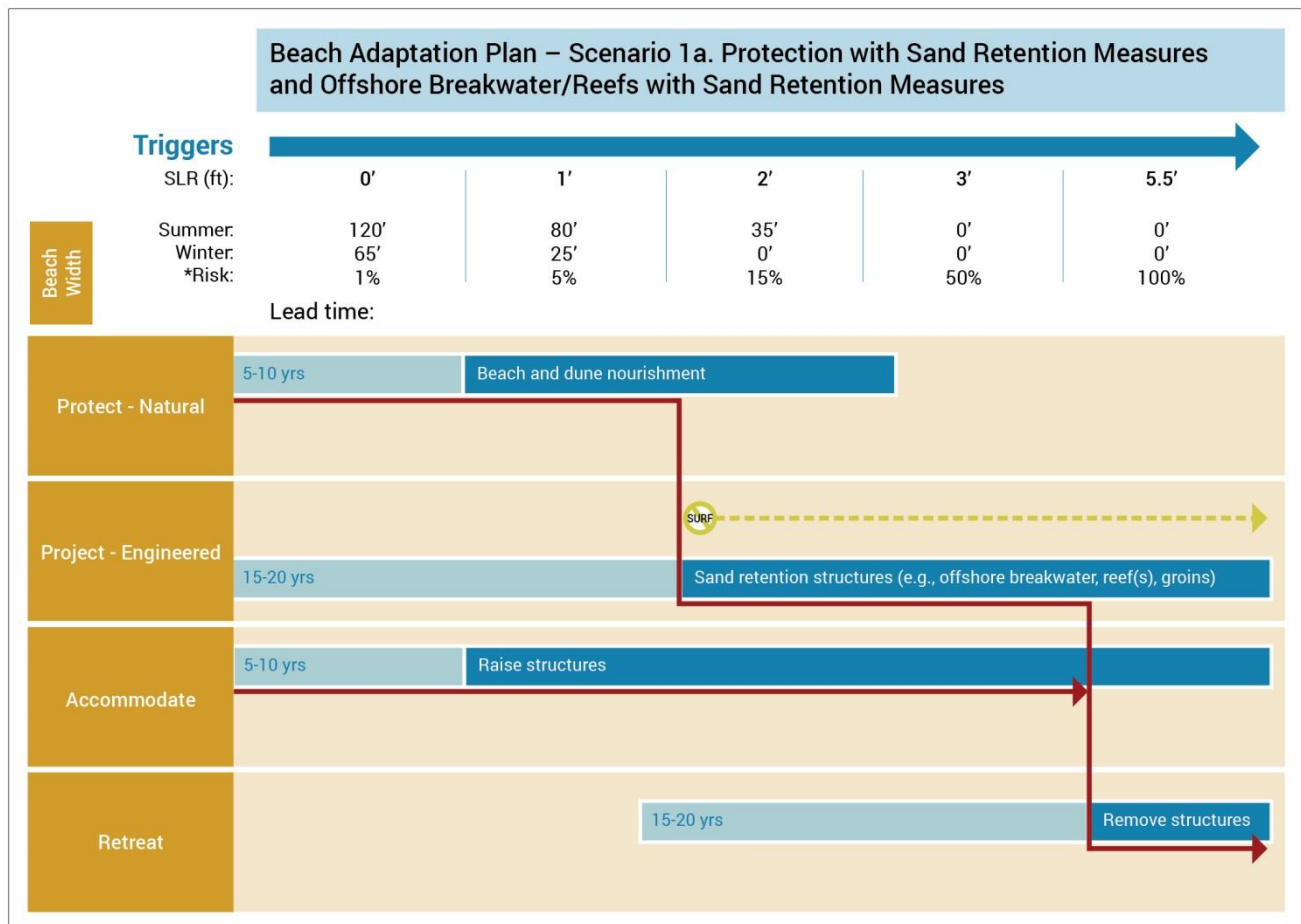 Beach Adaptation Plan – Scenario 1a. Protection with Sand Retention Measures
and Offshore Breakwater/Reefs with Sand Retention Measures
Triggers
SLR (ft): 0’ 1’ 2’ 3’ 5.5’
Beach
Width
Summer: 120’ 80’ 35’ 0’ 0’
Winter: 65’ 25’ 0’ 0’ 0’
*Risk: 1% 5% 15% 50% 100%
Lead time:
Protect - Natural
5-10 yrs
Beach and dune nourishment
Project - Engineered
SURF
15-20 yrs
Sand retention structures (e.g., offshore breakwater, reef(s), groins)
Accommodate
5-10 yrs
Raise structures
Retreat
15-20 yrs
Remove structures